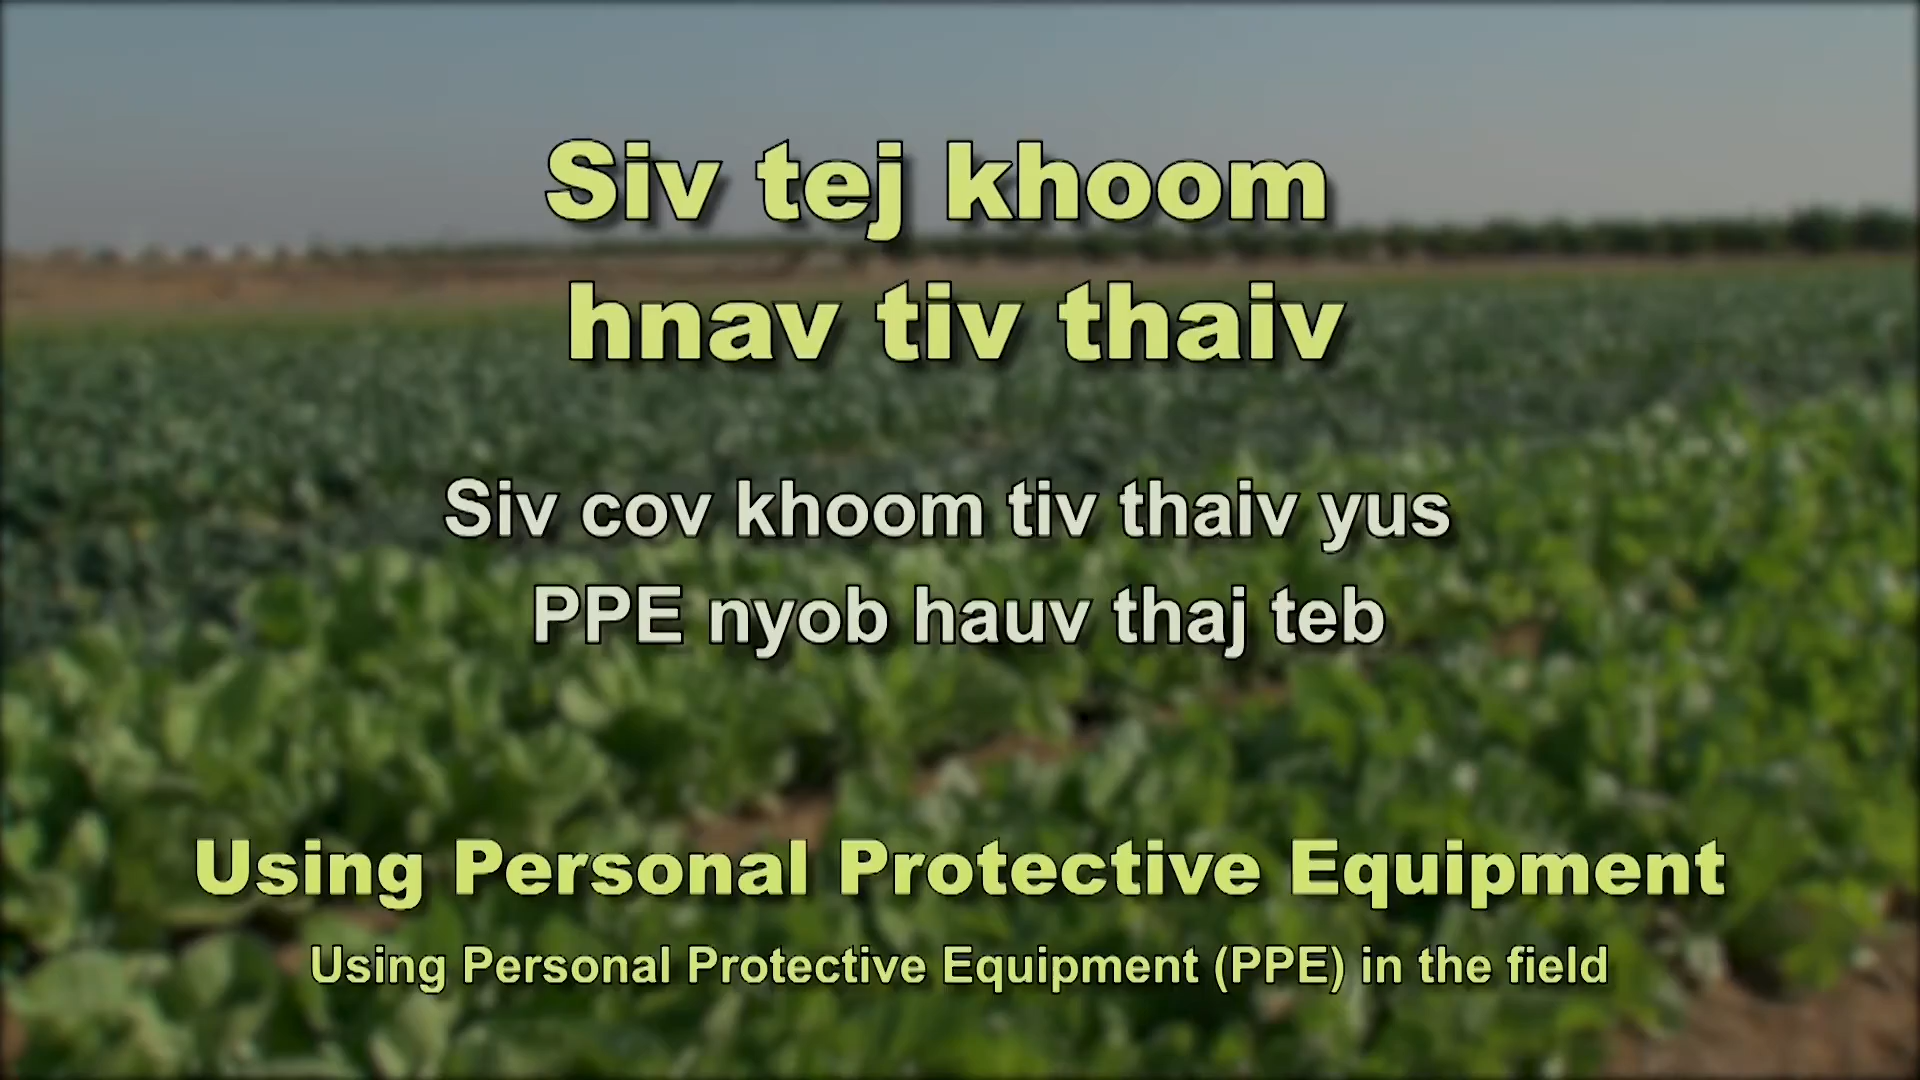 Siv tej khoom
hnav tiv thaiv
Siv cov khoom tiv thaiv yus
PPE nyob hauv thaj teb
Using Personal Protective Equipment
Using Personal Protective Equipment (PPE) in the field